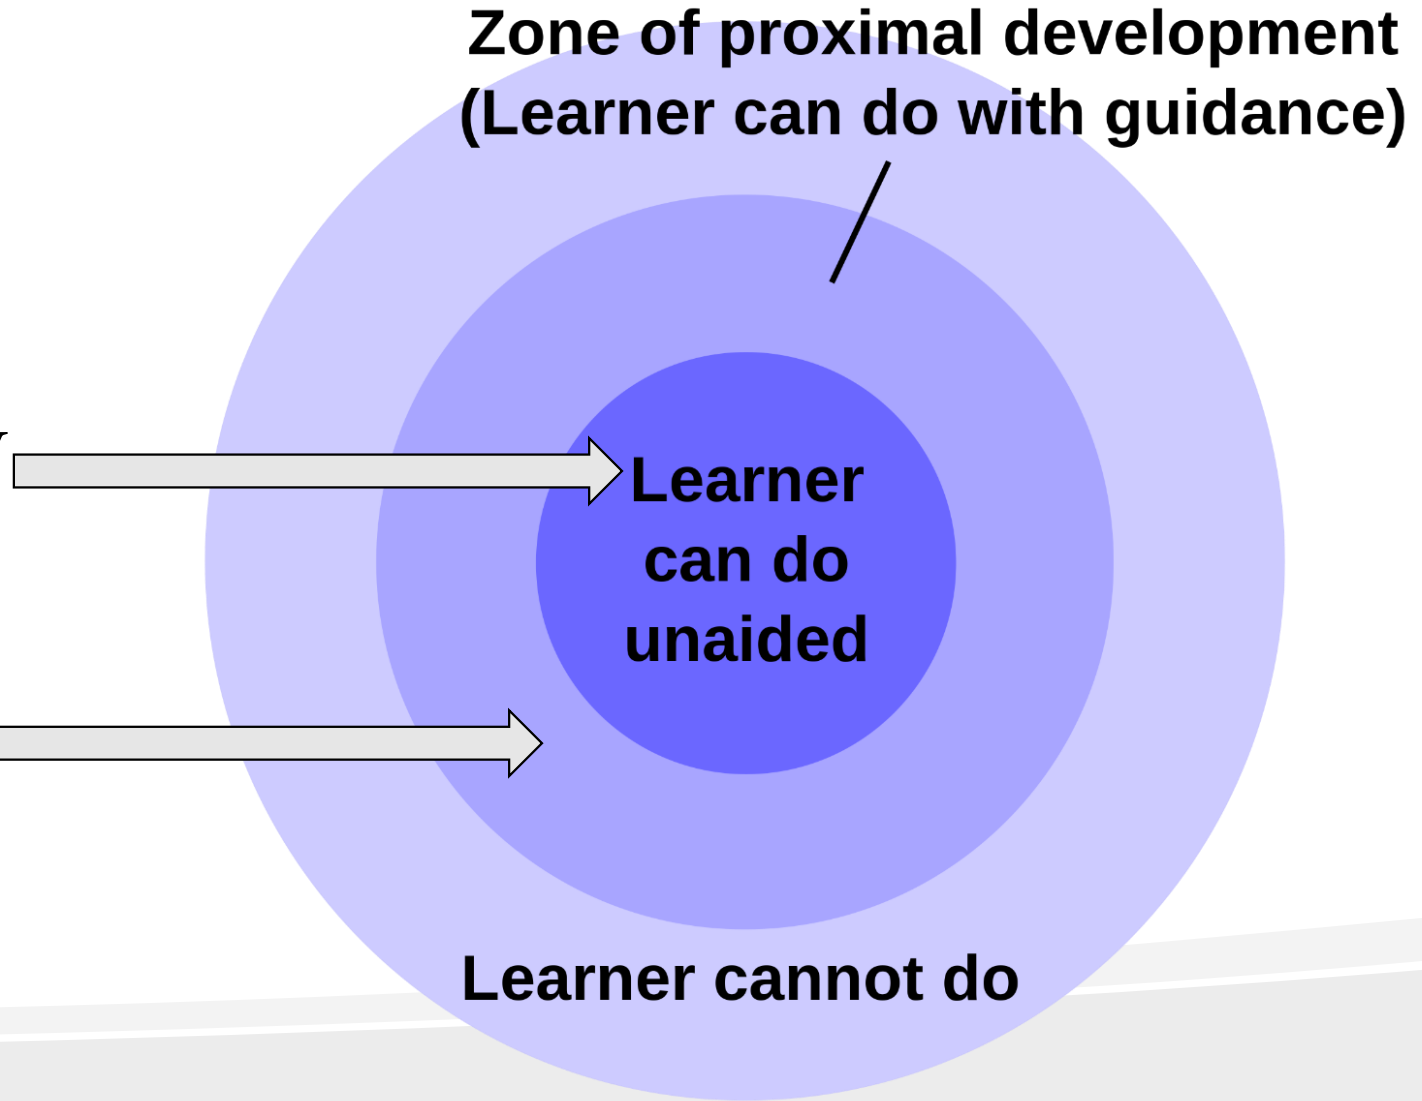 Zone of proximal development
(Learner can do with guidance)
Learner
can do
unaided
Learner cannot do